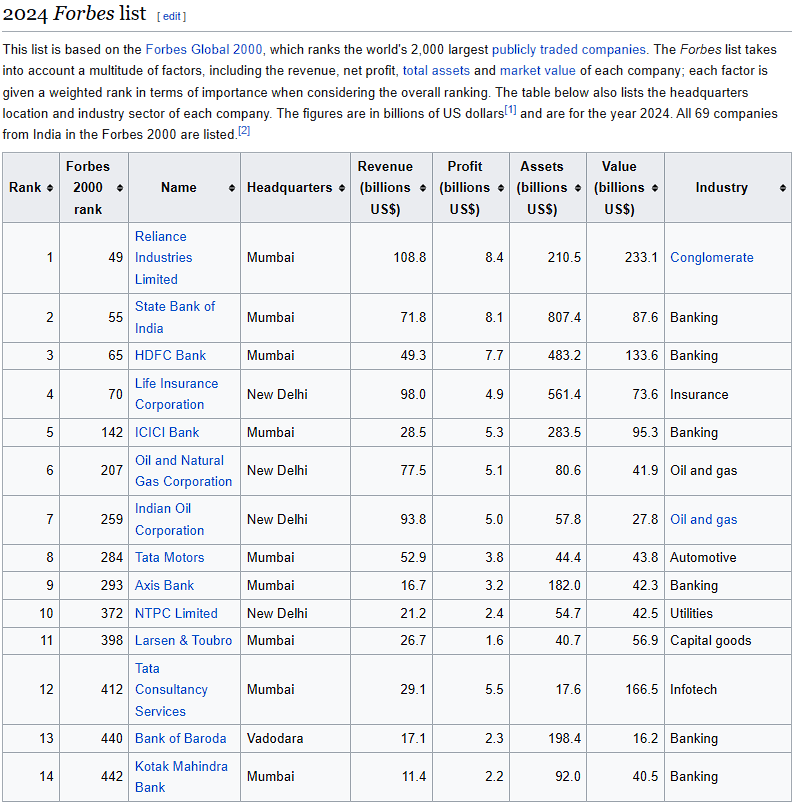 2024 Forbes list [ edit ]
This list is based on the Forbes Global 2000, which ranks the world's 2,000 largest publicly traded companies. The Forbes list takes
into account a multitude of factors, including the revenue, net profit, total assets and market value of each company; each factor is
given a weighted rank in terms of importance when considering the overall ranking. The table below also lists the headquarters
location and industry sector of each company. The figures are in billions of US dollars[1] and are for the year 2024. All 69 companies
from India in the Forbes 2000 are listed.[2]
Rank Forbes 2000 rank Name Headquarters Revenue (billions US$) Profit (billions US$) Assets (billions US$) Value (billions US$) Industry
1 49 Reliance Industries Limited Mumbai 108.8 8.4 210.5 233.1 Conglomerate
2 55 State Bank of India Mumbai 71.8 8.1 807.4 87.6 Banking
3 65 HDFC Bank Mumbai 49.3 7.7 483.2 133.6 Banking
4 70 Life Insurance Corporation New Delhi 98.0 4.9 561.4 73.6 Insurance
5 142 ICICI Bank Mumbai 28.5 5.3 283.5 95.3 Banking
6 207 Oil and Natural Gas Corporation New Delhi 77.5 5.1 80.6 41.9 Oil and gas
7 259 Indian Oil Corporation New Delhi 93.8 5.0 57.8 27.8 Oil and gas
8 284 Tata Motors Mumbai 52.9 3.8 44.4 43.8 Automotive
9 293 Axis Bank Mumbai 16.7 3.2 182.0 42.3 Banking
10 372 NTPC Limited New Delhi 21.2 2.4 54.7 42.5 Utilities
11 398 Larsen & Toubro Mumbai 26.7 1.6 40.7 56.9 Capital goods
12 412 Tata Consultancy Services Mumbai 29.1 5.5 17.6 166.5 Infotech
13 440 Bank of Baroda Vadodara 17.1 2.3 198.4 16.2 Banking
14 442 Kotak Mahindra Bank Mumbai 11.4 2.2 92.0 40.5 Banking